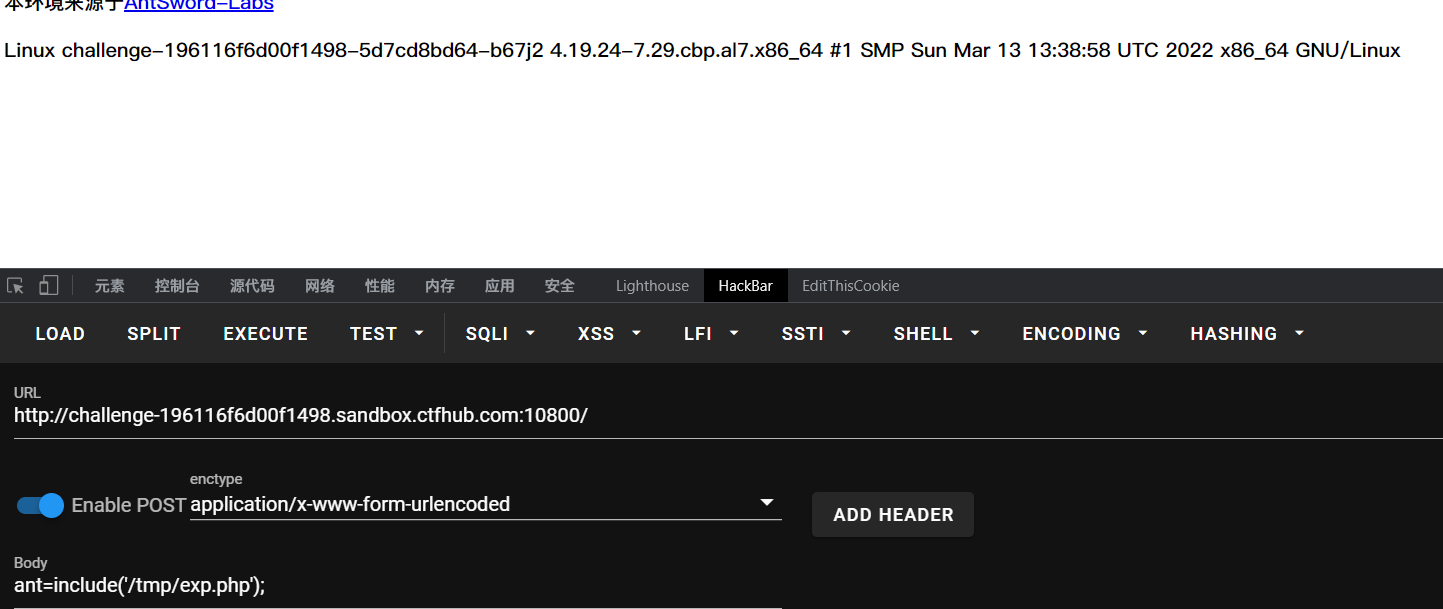 本环境来源于AntSword-Labs
Linux challenge-196116f6d00f1498-5d7cd8bd64-b67j2 4.19.24-7.29.cbp.al7.x86_64 #1 SMP Sun Mar 13 13:38:58 UTC 2022 x86_64 GNU/Linux
元素 控制台 源代码 网络 性能 内存 应用 安全 Lighthouse HackBar EditThisCookie
LOAD SPLIT EXECUTE TEST SQLI XSS LFI SSTI SHELL ENCODING HASHING
URL
http://challenge-196116f6d00f1498.sandbox.ctfhub.com:10800/
enctype
Enable POST application/x-www-form-urlencoded ADD HEADER
Body
ant=include('/tmp/exp.php');